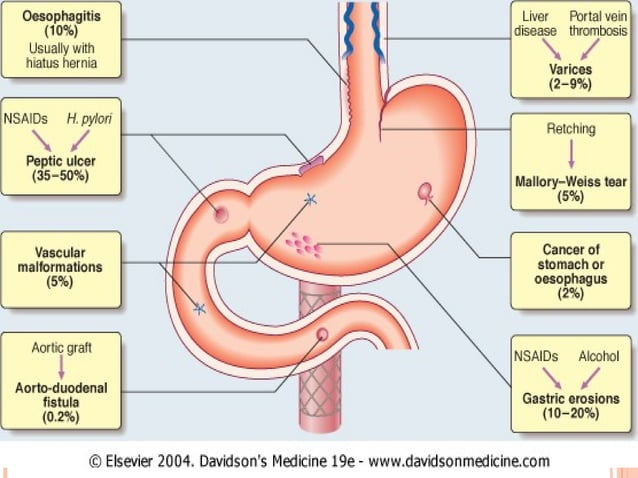 Oesophagitis
(10%)
Usually with
hiatus hernia
NSAIDs H. pylori
Peptic ulcer
(35–50%)
Vascular
malformations
(5%)
Aortic graft
Aorto-duodenal
fistula
(0.2%)
Liver Portal vein
disease thrombosis
Varices
(2–9%)
Retching
Mallory–Weiss tear
(5%)
Cancer of
stomach or
oesophagus
(2%)
NSAIDs Alcohol
Gastric erosions
(10–20%)
© Elsevier 2004. Davidson's Medicine 19e - www.davidsonmedicine.com